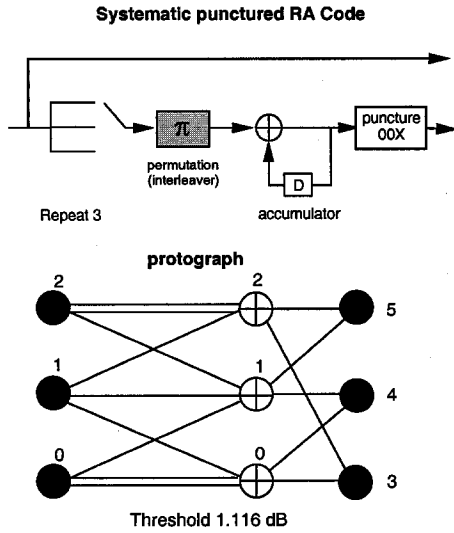 Systematic punctured RA Code
π
puncture
00X
permutation
(interleaver)
D
Repeat 3
accumulator
protograph
2
2
5
1
1
4
0
0
3
Threshold 1.116 dB